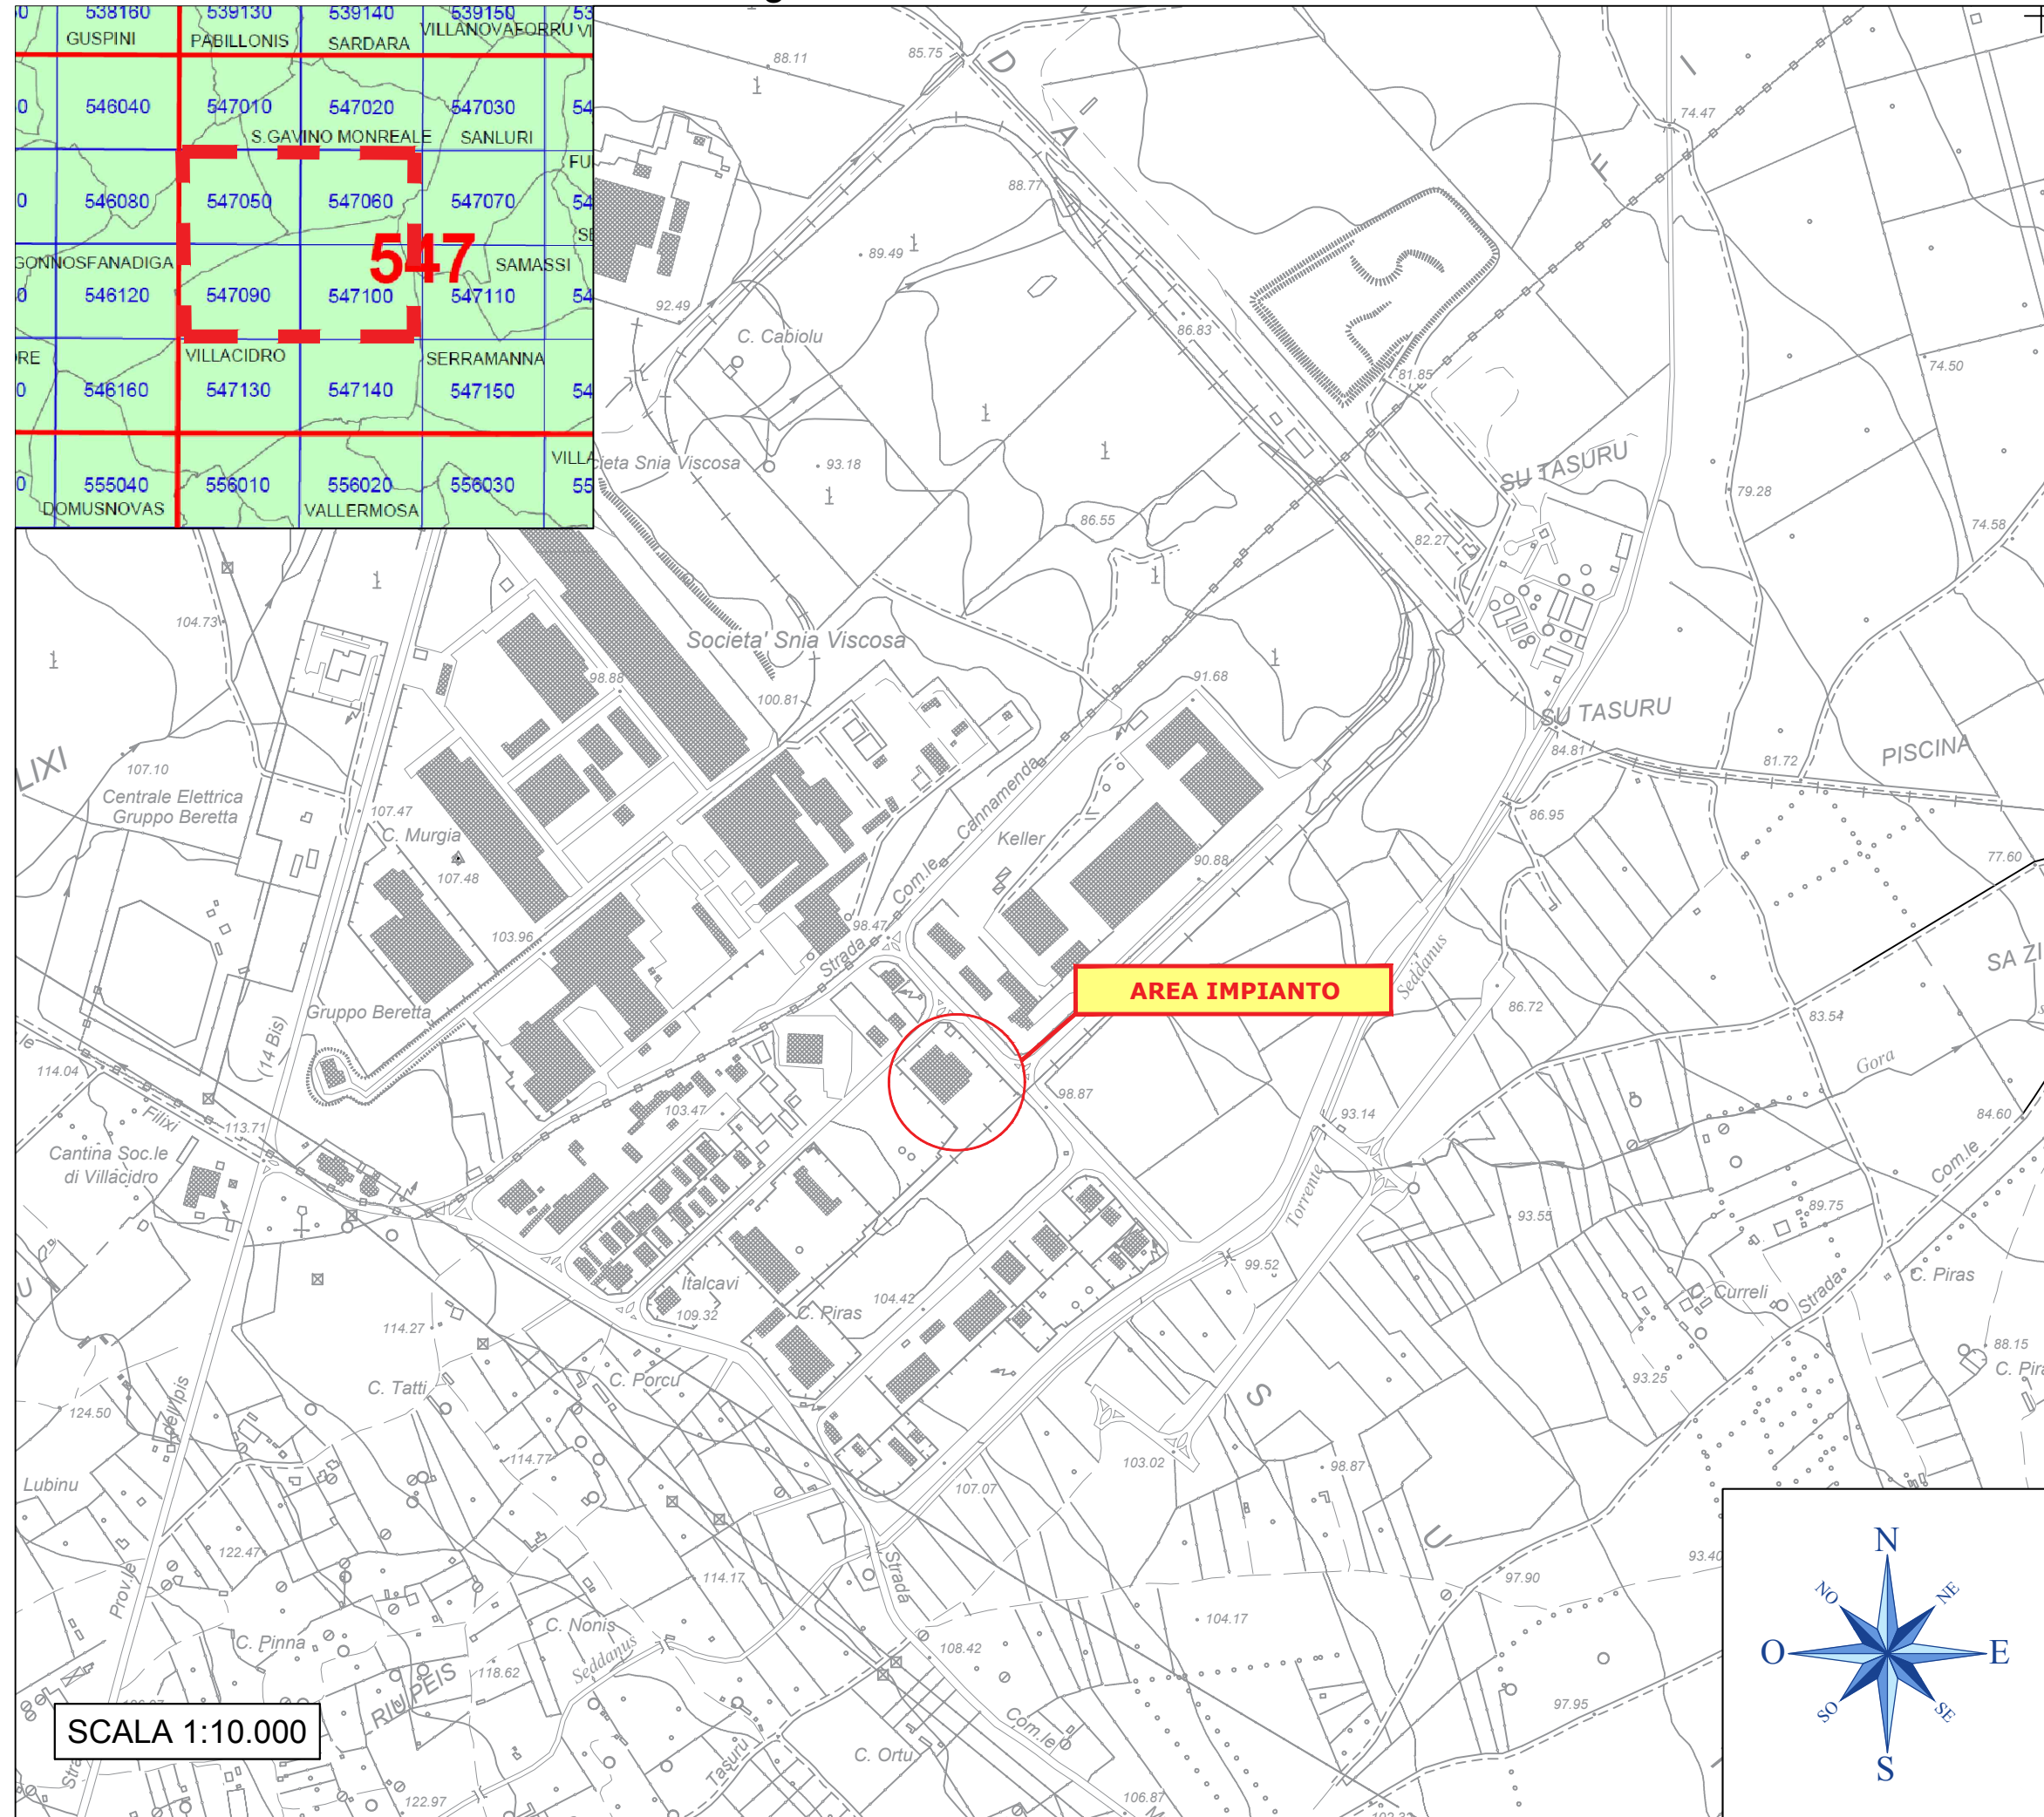 538160 539130 539140 539150
GUSPINI PABILLONIS SARDARA VILLANOVAFORRU
546040 547010 547020 547030
S.GAVINO MONREALE SANLURI
546080 547050 547060 547070
547
GONNOSFANADIGA SAMASSI
546120 547090 547100 547110
VILLACIDRO SERRAMANNA
546160 547130 547140 547150
555040 556010 556020 556030
DOMUSNOVAS VALLERMOSA
88.11
85.75
D
A
F
I
74.47
88.77
89.49
92.49
86.83
C. Cabiolu
81.85
74.50
Snia Viscosa
93.18
SU TASURU
79.28
86.55
82.27
74.58
104.73
Societa' Snia Viscosa
98.88
100.81
91.68
SU TASURU
84.81
81.72
PISCINA
LIXI
107.10
Centrale Elettrica
Gruppo Beretta
107.47
C. Murgia
107.48
Strada Com.le Cannamenda
Keller
90.88
86.95
77.60
98.47
103.96
AREA IMPIANTO
Seddanus
86.72
SA ZI
83.54
Gruppo Beretta
(14 Bis)
114.04
Filixi
113.71
103.47
98.87
93.14
Gora
84.60
Cantina Soc.le
di Villacidro
Torrente
93.55
89.75
Com.le
99.52
Italcavi
109.32
C. Piras
104.42
C. Curreli
Strada
C. Piras
88.15
114.27
C. Tatti
C. Porcu
124.50
93.25
S
114.77
103.02
98.87
Lubinu
107.07
U
122.47
Prov.le
114.17
Strada
97.90
93.40
C. Nonis
104.17
C. Pinna
Seddanus
108.42
118.62
RIU PEIS
97.95
Com.le
C. Ortu
Tasuru
122.97
106.87
SCALA 1:10.000
N
NO NE
O E
SO SE
S